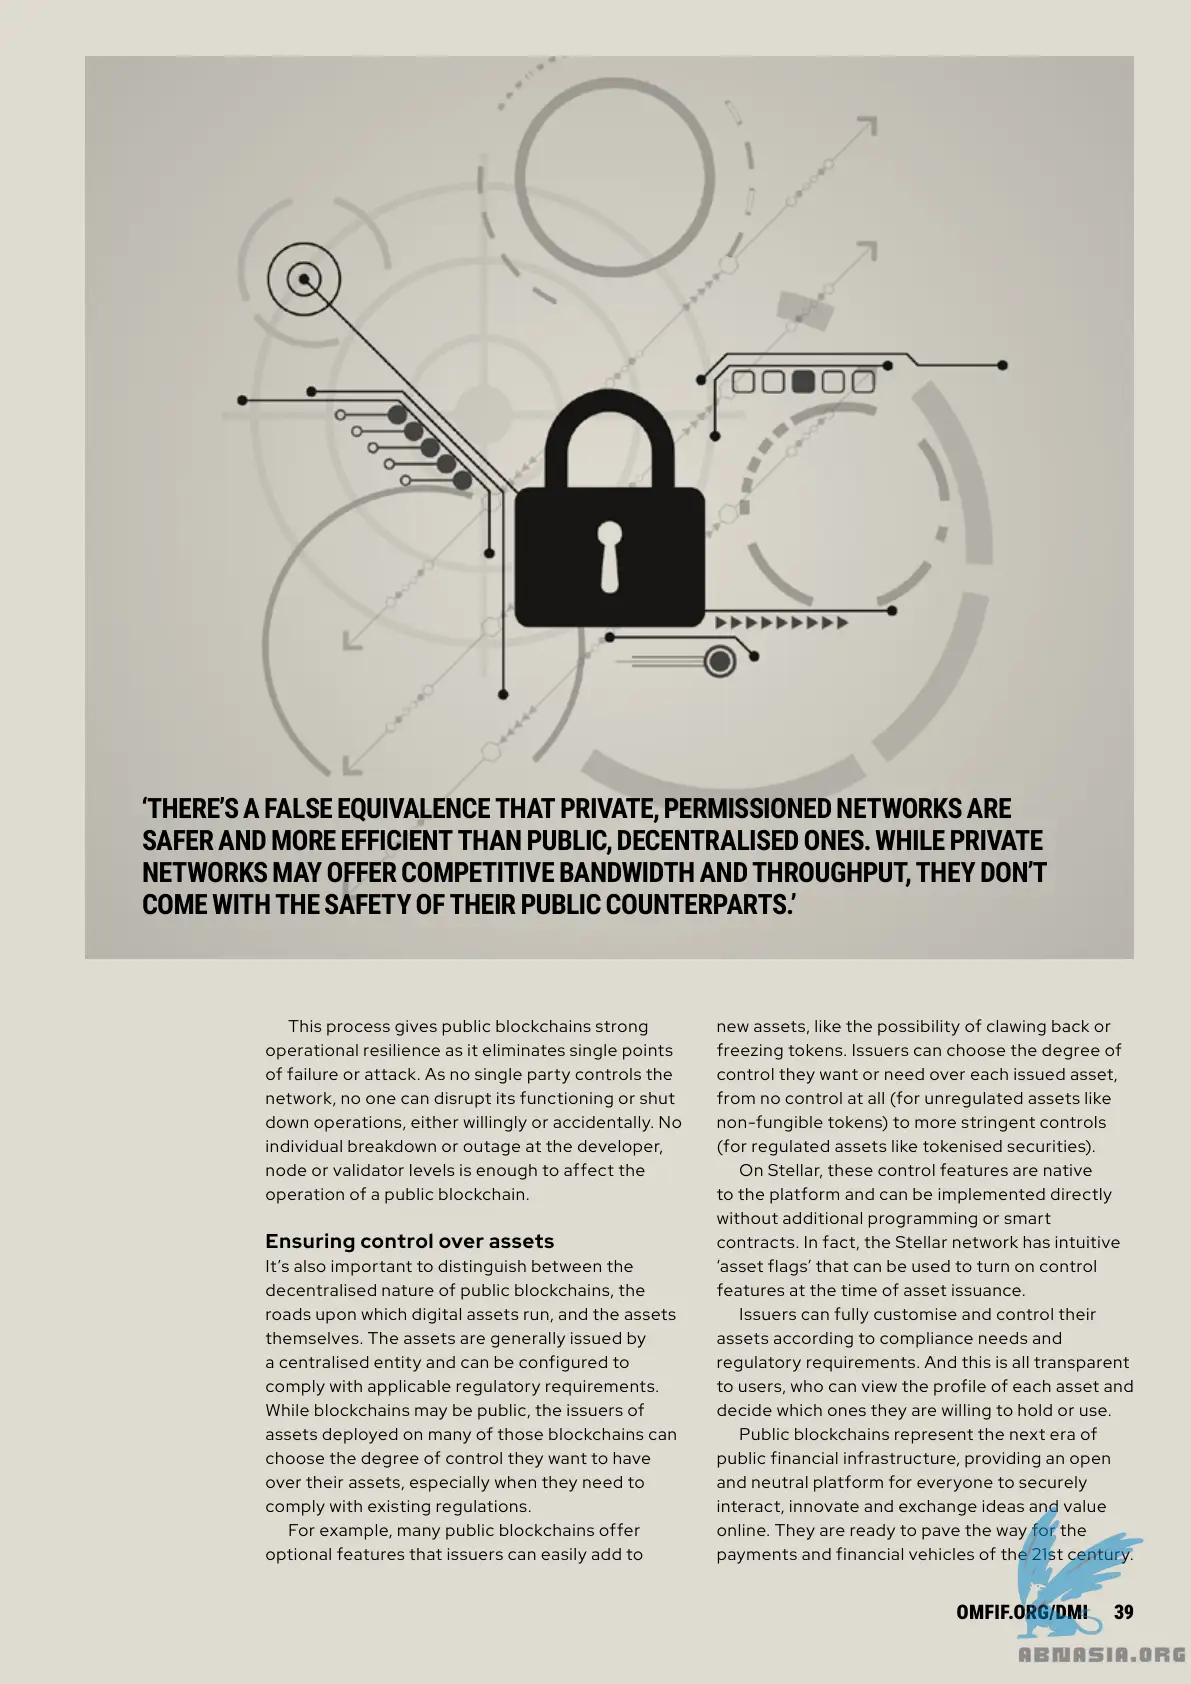 ‘THERE’S A FALSE EQUIVALENCE THAT PRIVATE, PERMISSIONED NETWORKS ARE
SAFER AND MORE EFFICIENT THAN PUBLIC, DECENTRALISED ONES. WHILE PRIVATE
NETWORKS MAY OFFER COMPETITIVE BANDWIDTH AND THROUGHPUT, THEY DON’T
COME WITH THE SAFETY OF THEIR PUBLIC COUNTERPARTS.’
This process gives public blockchains strong
operational resilience as it eliminates single points
of failure or attack. As no single party controls the
network, no one can disrupt its functioning or shut
down operations, either willingly or accidentally. No
individual breakdown or outage at the developer,
node or validator levels is enough to affect the
operation of a public blockchain.
Ensuring control over assets
It’s also important to distinguish between the
decentralised nature of public blockchains, the
roads upon which digital assets run, and the assets
themselves. The assets are generally issued by
a centralised entity and can be configured to
comply with applicable regulatory requirements.
While blockchains may be public, the issuers of
assets deployed on many of those blockchains can
choose the degree of control they want to have
over their assets, especially when they need to
comply with existing regulations.
For example, many public blockchains offer
optional features that issuers can easily add to
new assets, like the possibility of clawing back or
freezing tokens. Issuers can choose the degree of
control they want or need over each issued asset,
from no control at all (for unregulated assets like
non-fungible tokens) to more stringent controls
(for regulated assets like tokenised securities).
On Stellar, these control features are native
to the platform and can be implemented directly
without additional programming or smart
contracts. In fact, the Stellar network has intuitive
‘asset flags’ that can be used to turn on control
features at the time of asset issuance.
Issuers can fully customise and control their
assets according to compliance needs and
regulatory requirements. And this is all transparent
to users, who can view the profile of each asset and
decide which ones they are willing to hold or use.
Public blockchains represent the next era of
public financial infrastructure, providing an open
and neutral platform for everyone to securely
interact, innovate and exchange ideas and value
online. They are ready to pave the way for the
payments and financial vehicles of the 21st century.
OMFIF.ORG/DMI 39
ABNASIA.ORG